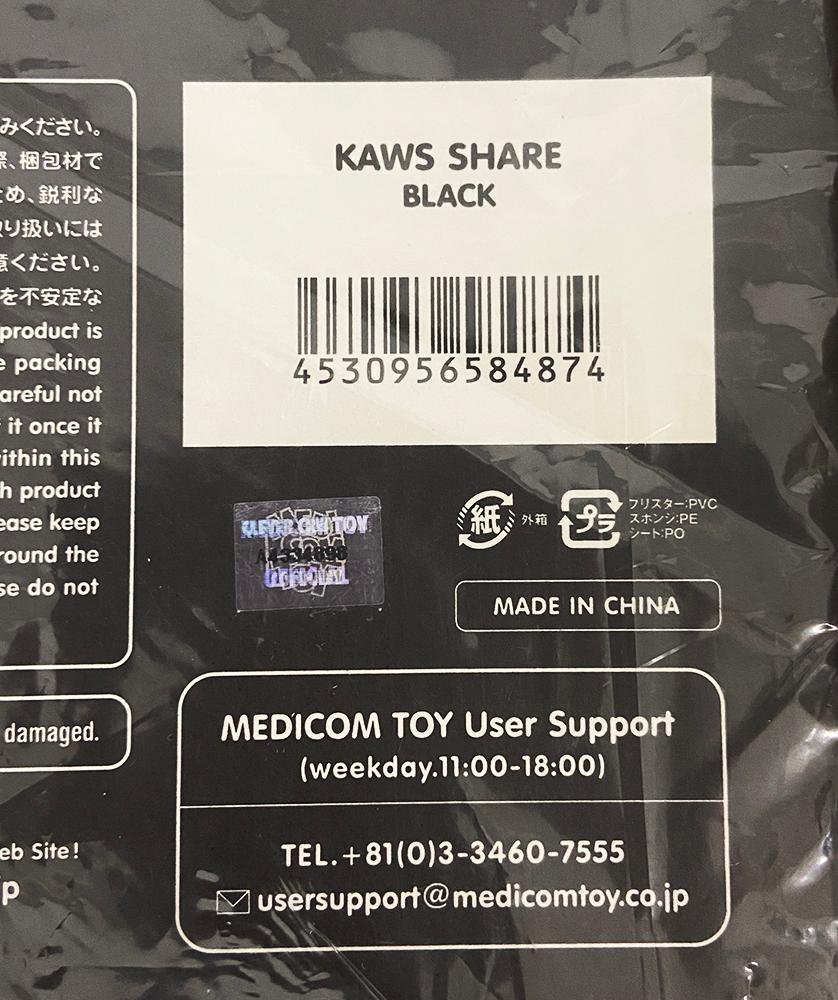 みください。
、梱包材で
め、鋭利な
り扱いには
意ください。
を不安定な
product is
packing
areful not
it once it
ithin this
product
ease keep
round the
se do not
damaged.
eb Site!
KAWS SHARE
BLACK
4530956584874
紙 外箱
プラ
ブリスター:PVC
スポンジ:PE
シート:PO
MADE IN CHINA
MEDICOM TOY User Support
(weekday.11:00-18:00)
TEL.+81(0)3-3460-7555
usersupport@medicomtoy.co.jp